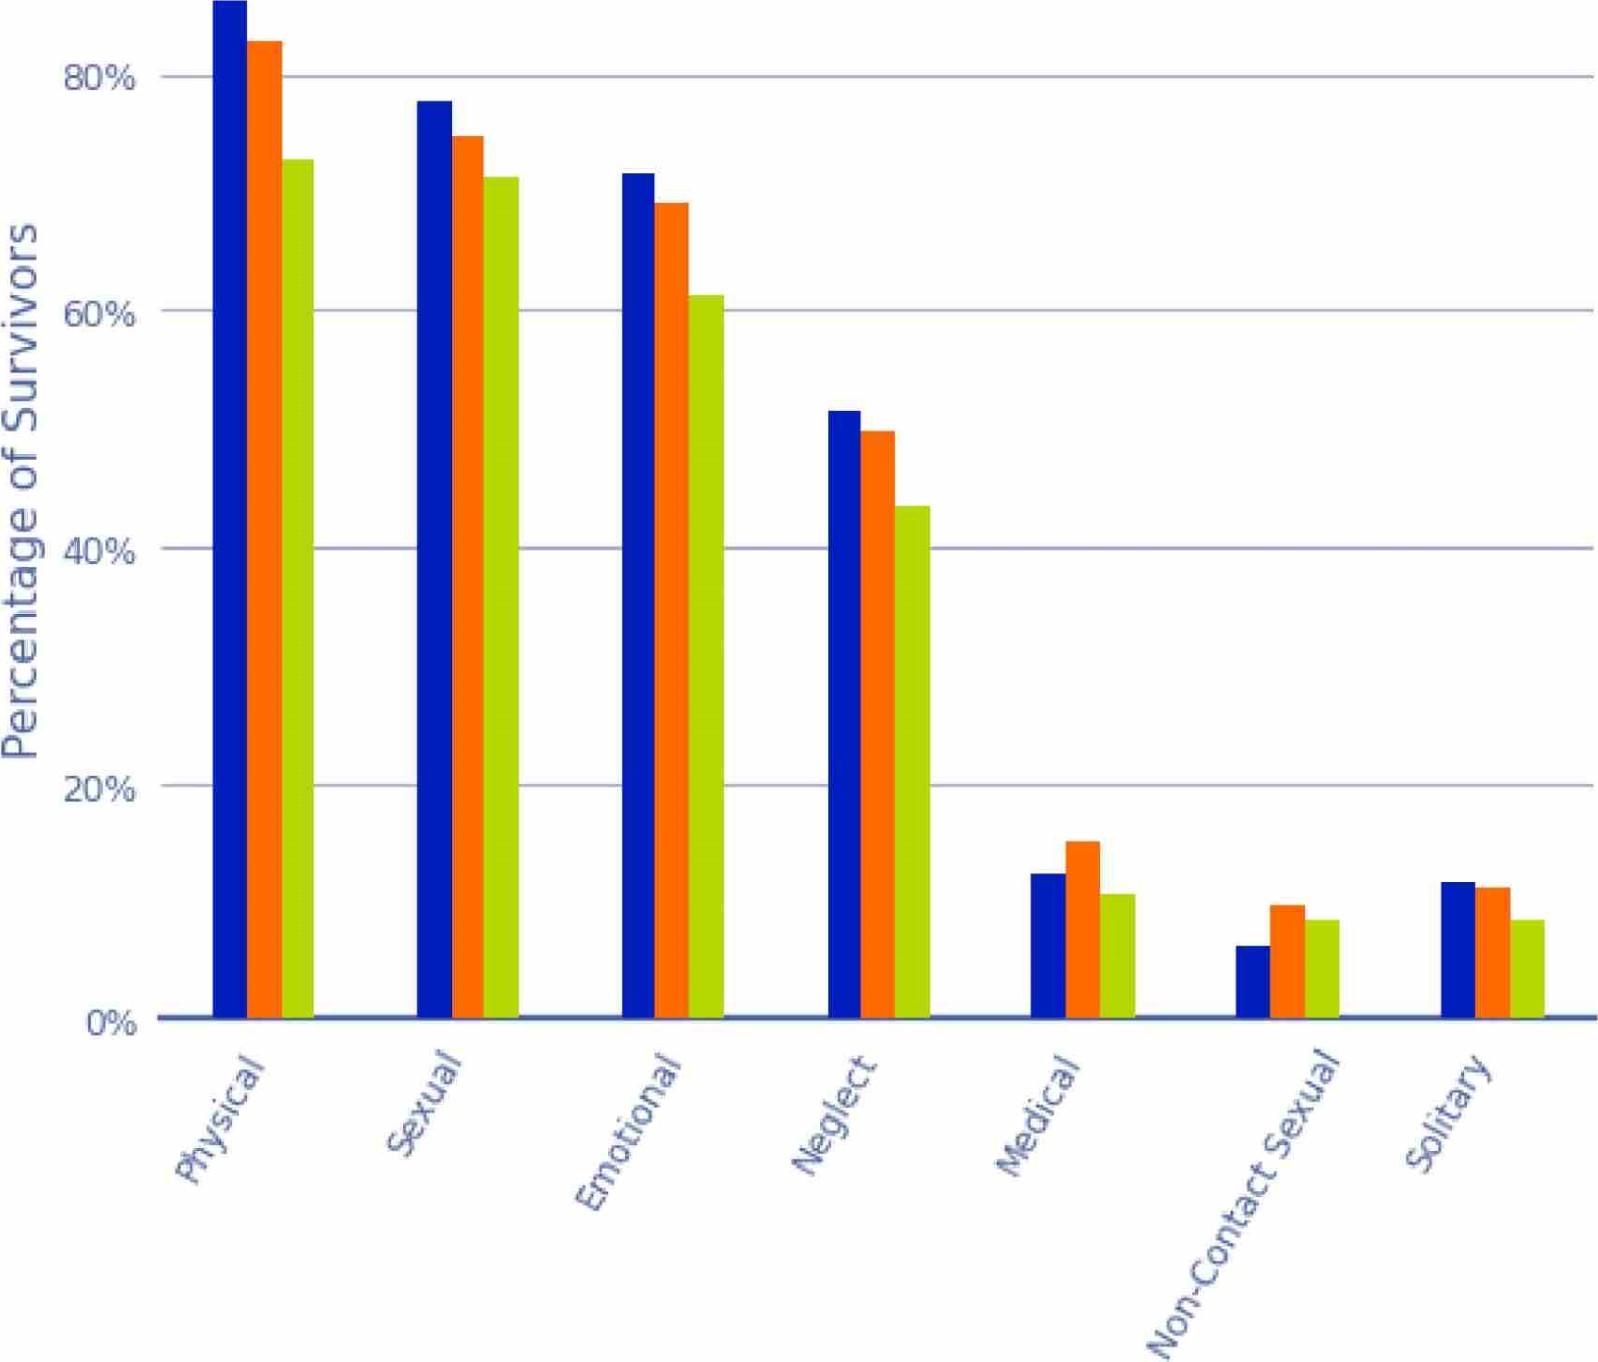 Percentage of Survivors
80%
60%
40%
20%
0%
Physical
Sexual
Emotional
Neglect
Medical
Non-Contact Sexual
Solitary